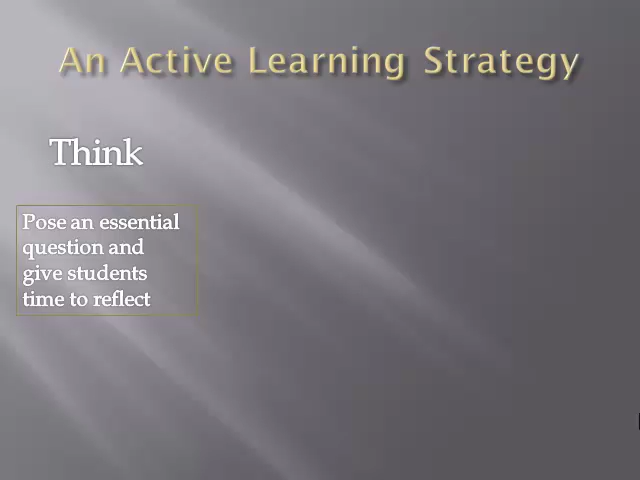 An Active Learning Strategy
Think
Pose an essential
question and
give students
time to reflect